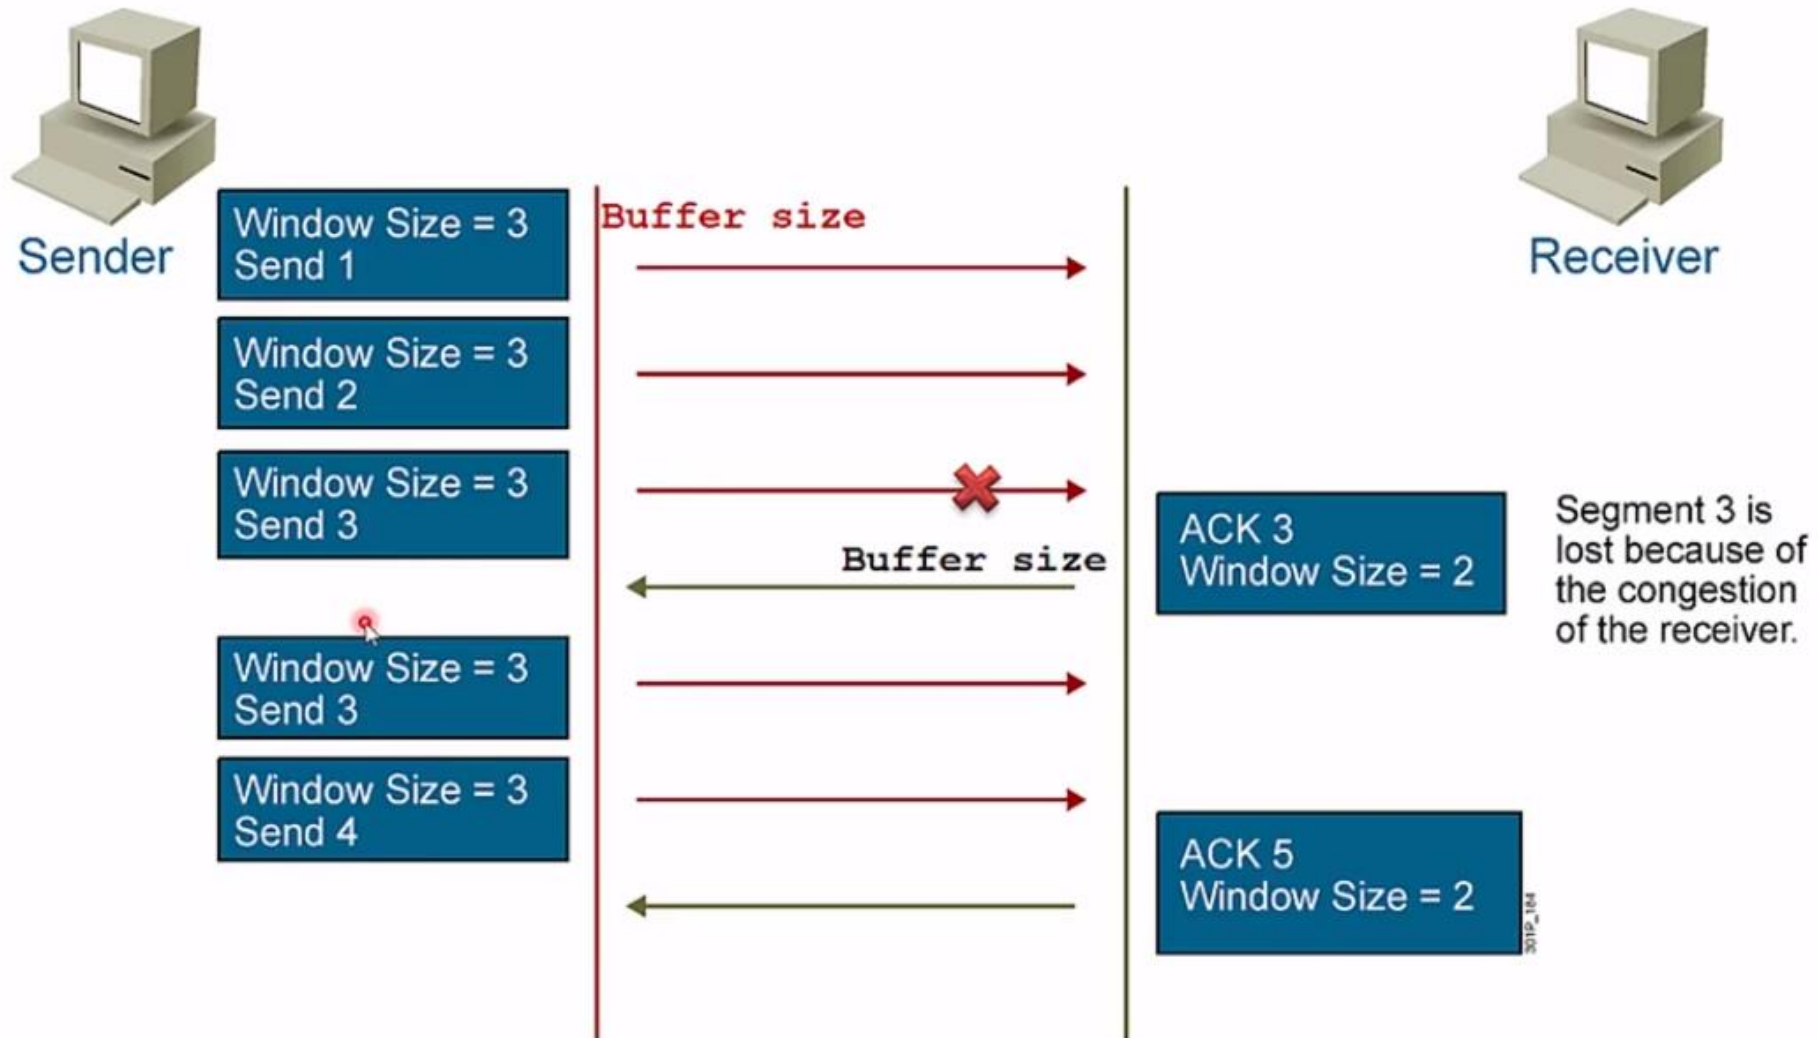 Sender
Window Size = 3
Send 1
Buffer size
Receiver
Window Size = 3
Send 2
Window Size = 3
Send 3
ACK 3
Window Size = 2
Segment 3 is
lost because of
the congestion
of the receiver.
Buffer size
Window Size = 3
Send 3
Window Size = 3
Send 4
ACK 5
Window Size = 2
301P_184